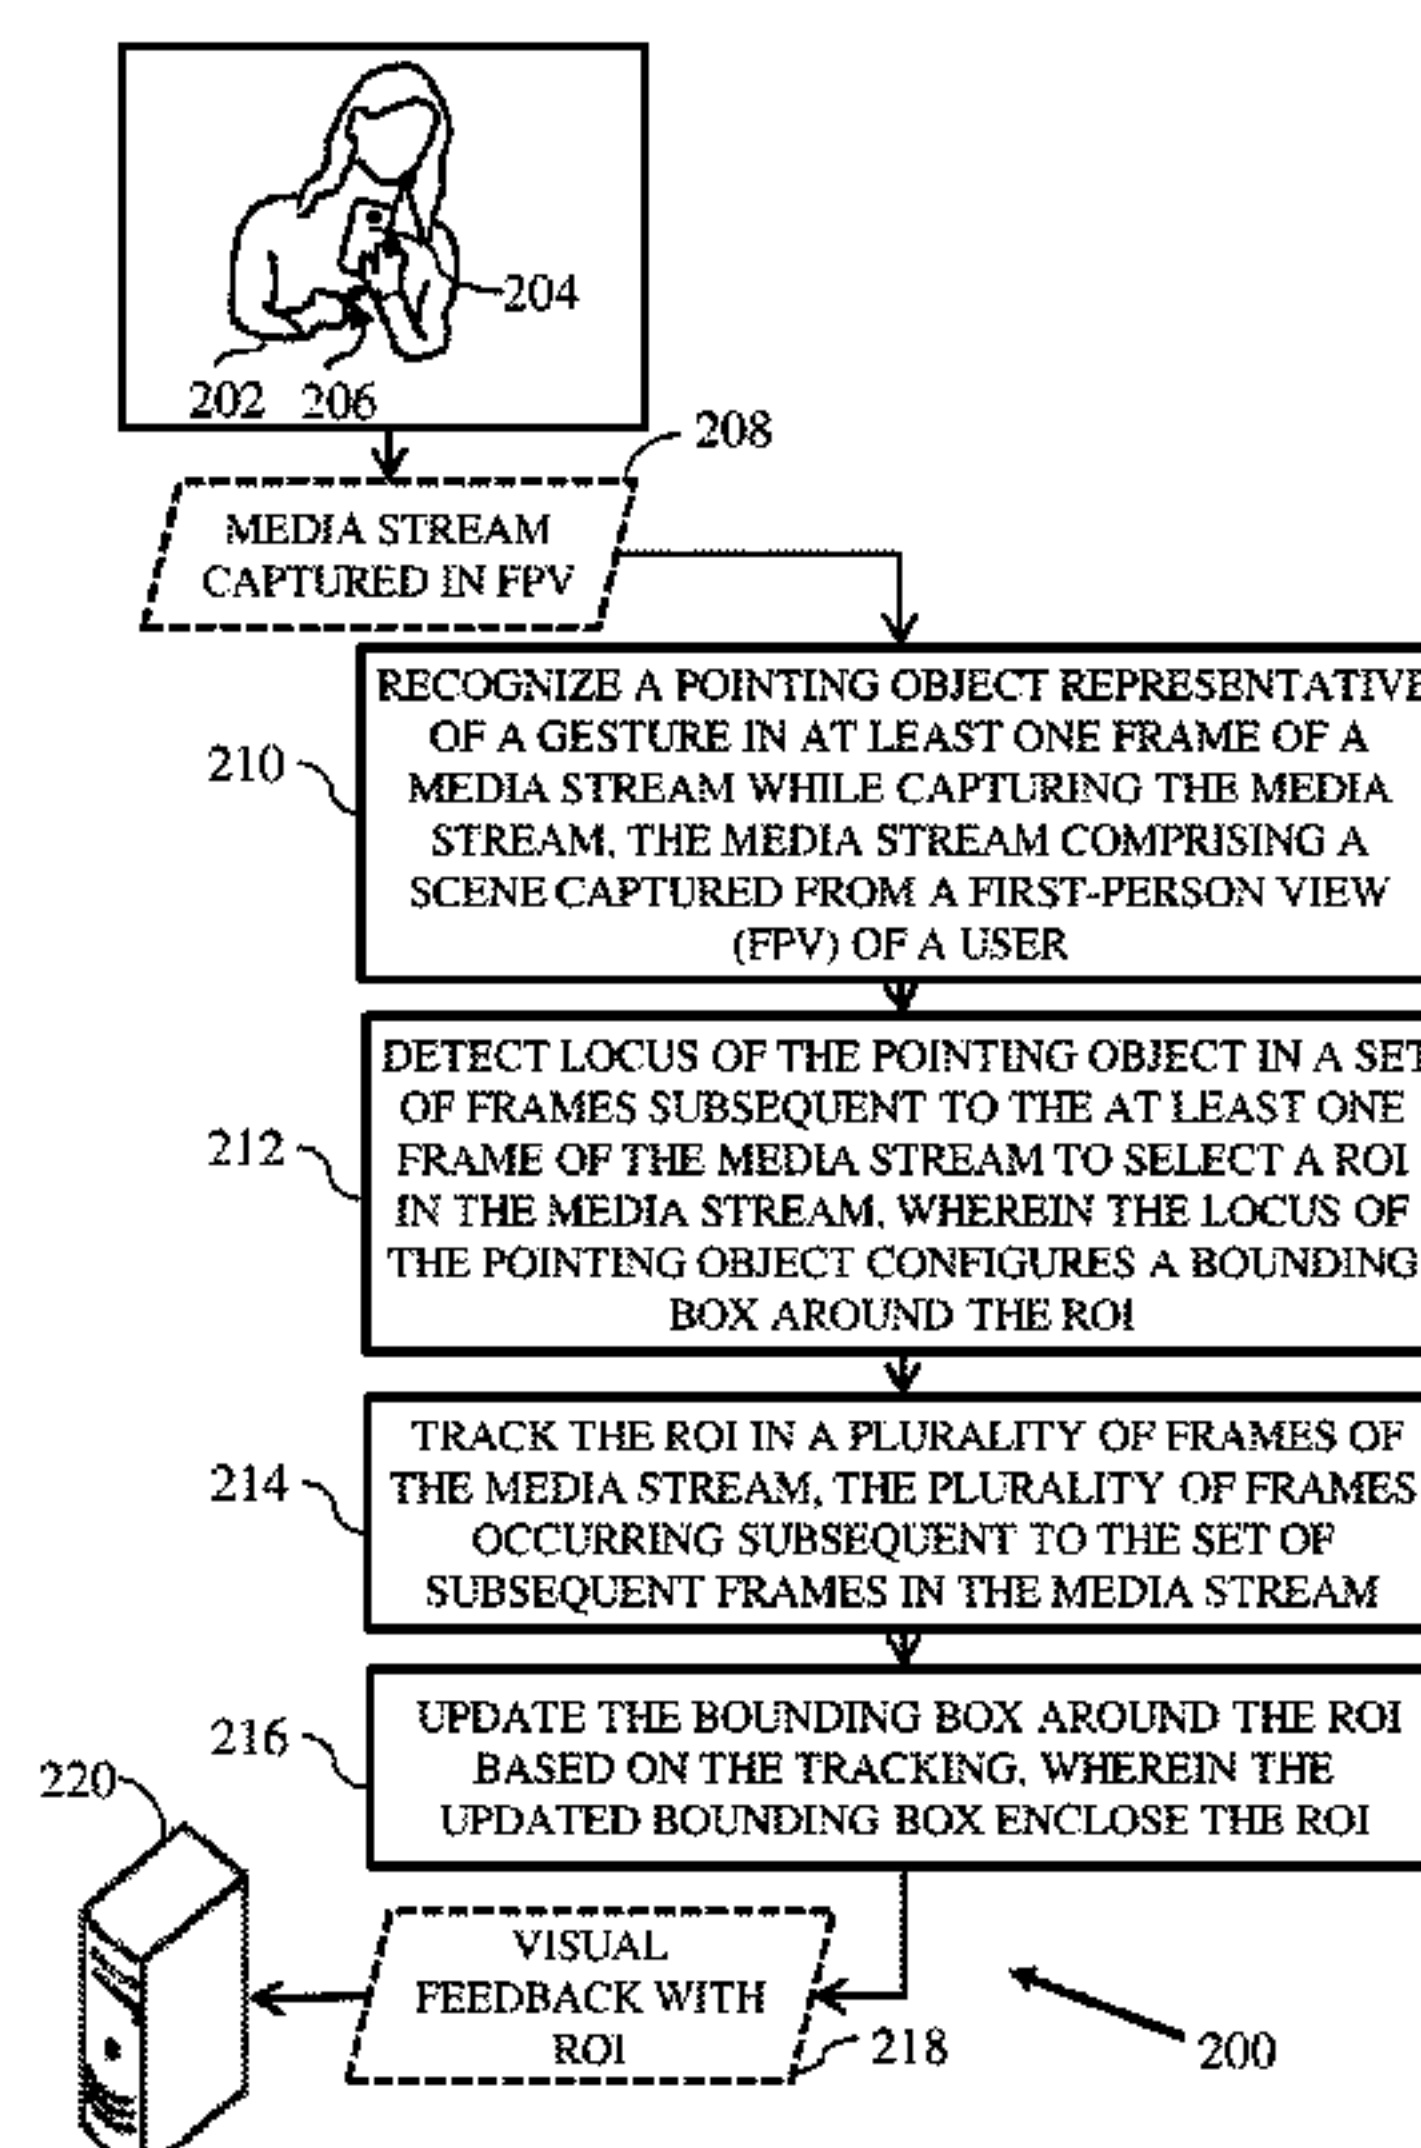 204
202 206
208
MEDIA STREAM
CAPTURED IN FPV
RECOGNIZE A POINTING OBJECT REPRESENTATIVE
OF A GESTURE IN AT LEAST ONE FRAME OF A
210
MEDIA STREAM WHILE CAPTURING THE MEDIA
STREAM, THE MEDIA STREAM COMPRISING A
SCENE CAPTURED FROM A FIRST-PERSON VIEW
(FPV) OF A USER
DETECT LOCUS OF THE POINTING OBJECT IN A SET
OF FRAMES SUBSEQUENT TO THE AT LEAST ONE
212
FRAME OF THE MEDIA STREAM TO SELECT A ROI
IN THE MEDIA STREAM, WHEREIN THE LOCUS OF
THE POINTING OBJECT CONFIGURES A BOUNDING
BOX AROUND THE ROI
TRACK THE ROI IN A PLURALITY OF FRAMES OF
214
THE MEDIA STREAM, THE PLURALITY OF FRAMES
OCCURRING SUBSEQUENT TO THE SET OF
SUBSEQUENT FRAMES IN THE MEDIA STREAM
216
UPDATE THE BOUNDING BOX AROUND THE ROI
BASED ON THE TRACKING, WHEREIN THE
UPDATED BOUNDING BOX ENCLOSE THE ROI
220
VISUAL
FEEDBACK WITH
ROI
218
200